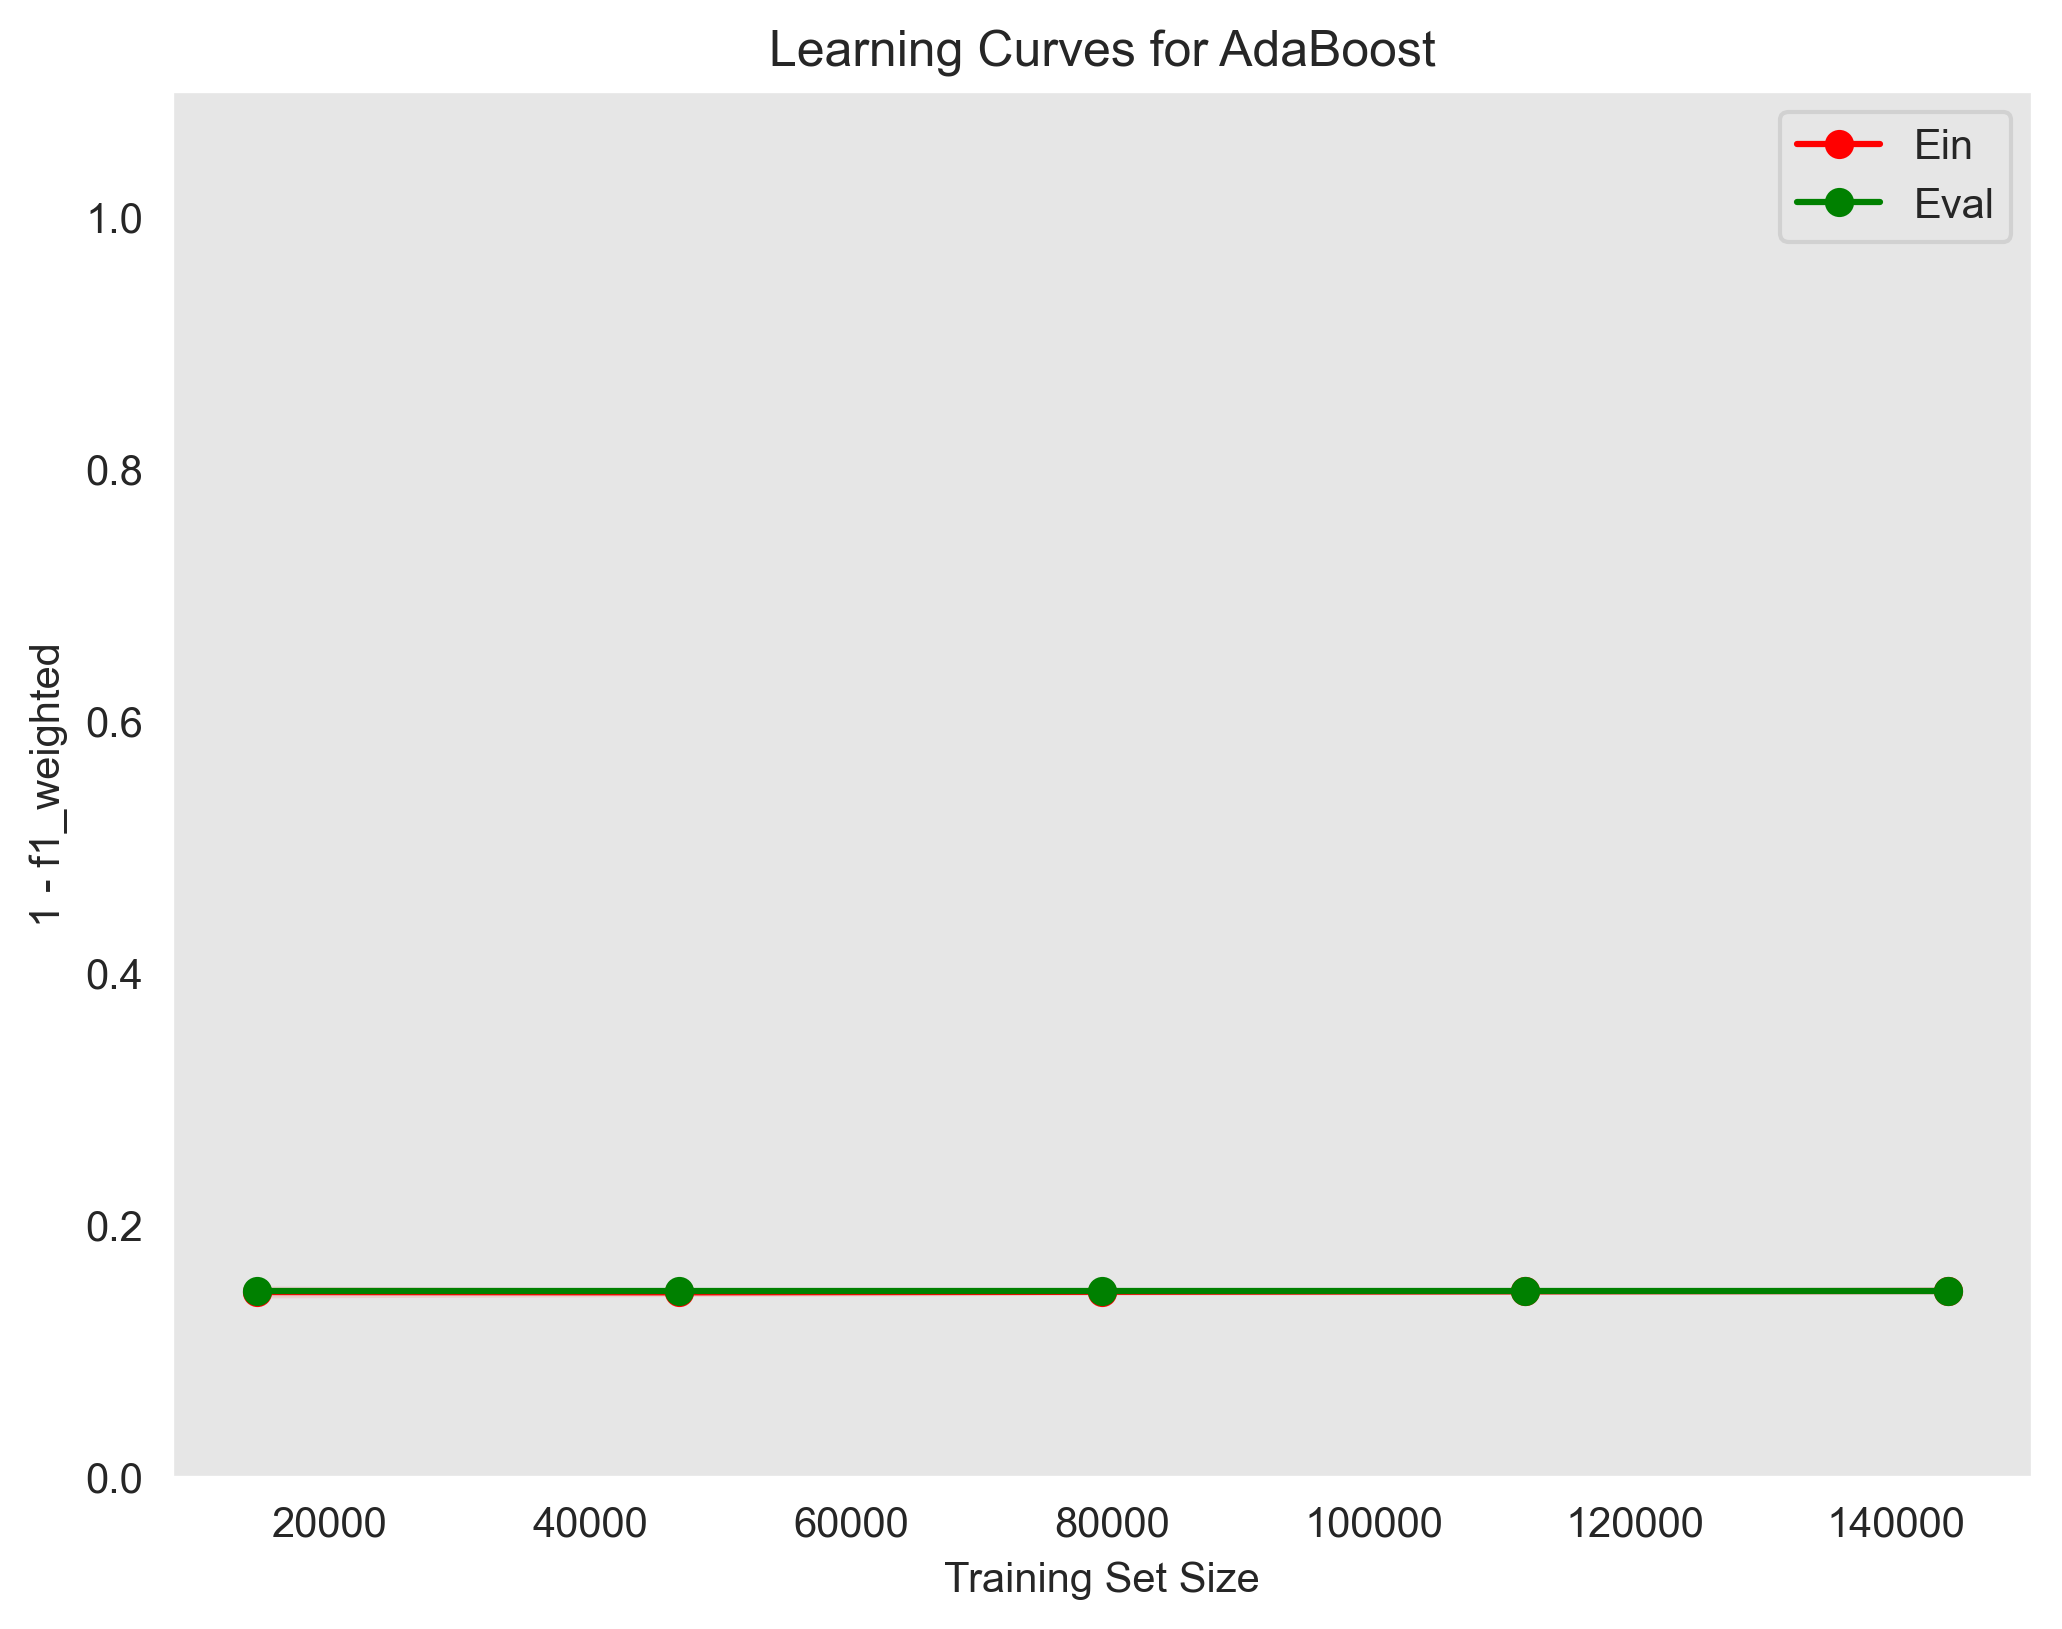 Learning Curves for AdaBoost
Ein
Eval
1.0
0.8
0.6
0.4
0.2
0.0
1 - f1_weighted
20000 40000 60000 80000 100000 120000 140000
Training Set Size